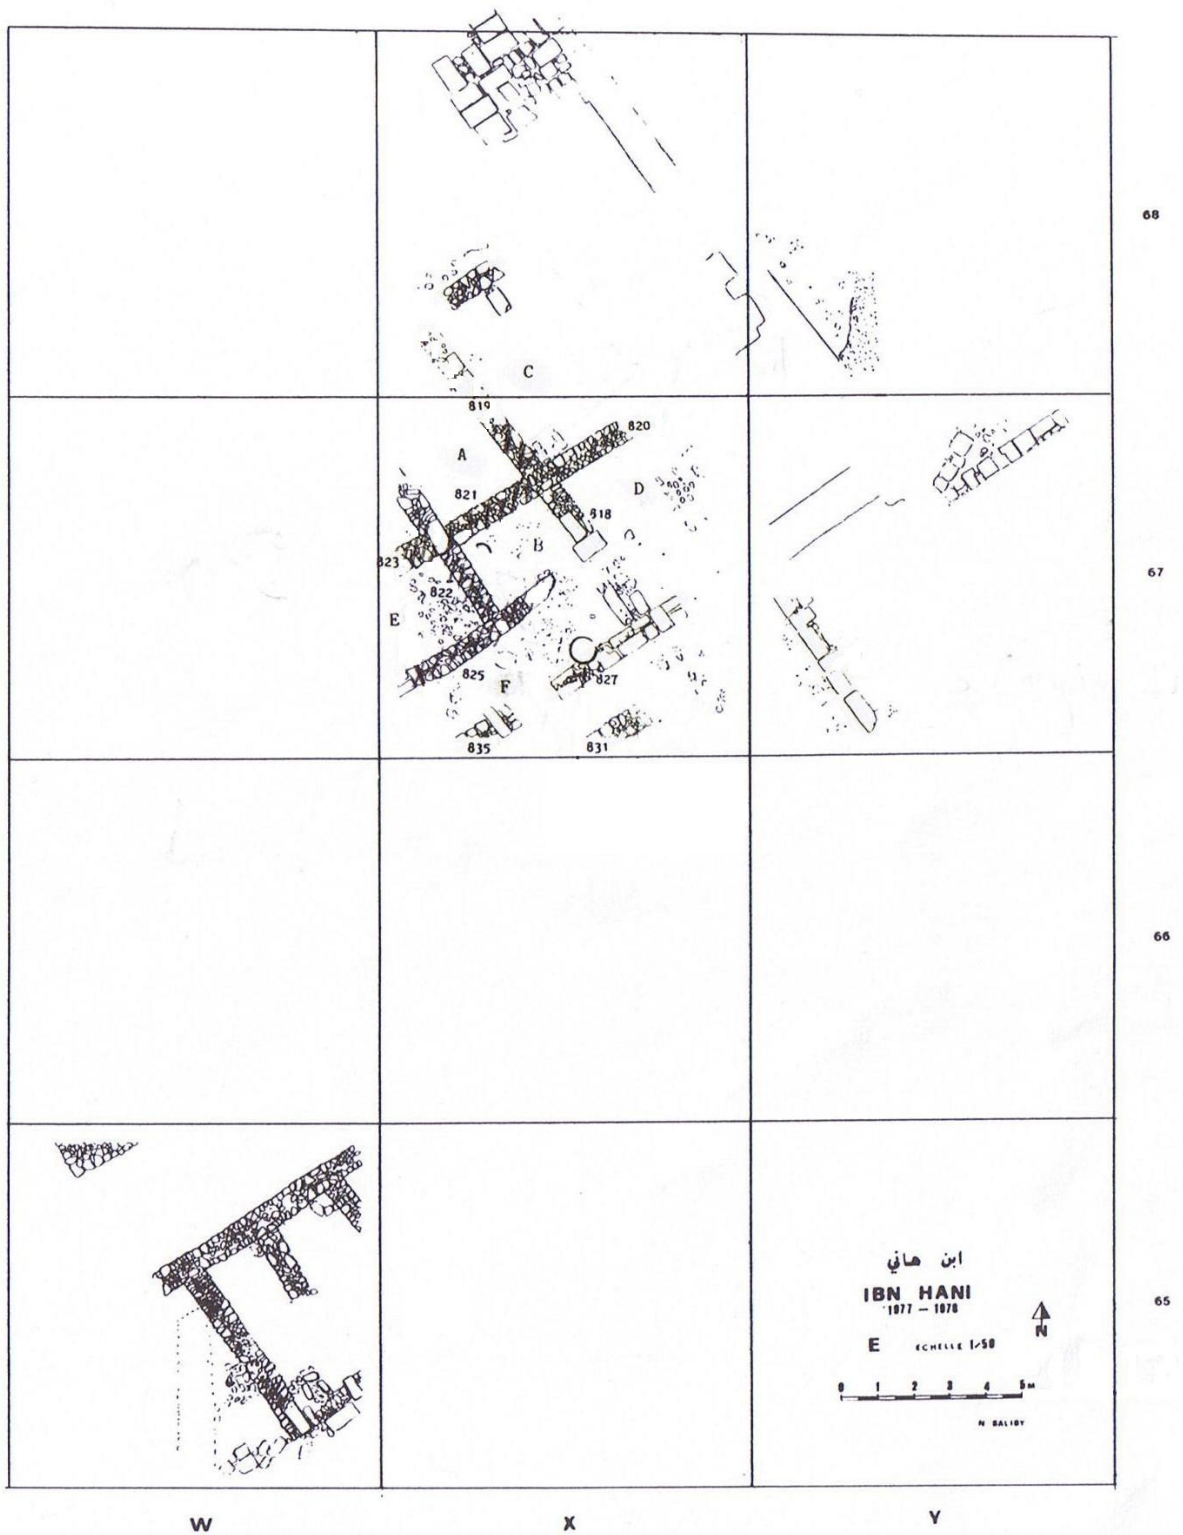 68
C
819
820
A
D
821
818
B
823
67
822
E
825
827
F
835
831
66
ابن هاني
IBN HANI
1977 - 1978
65
N
E ECHELLE 1/50
0 1 2 3 4 5 M
N SALIBY
W X Y